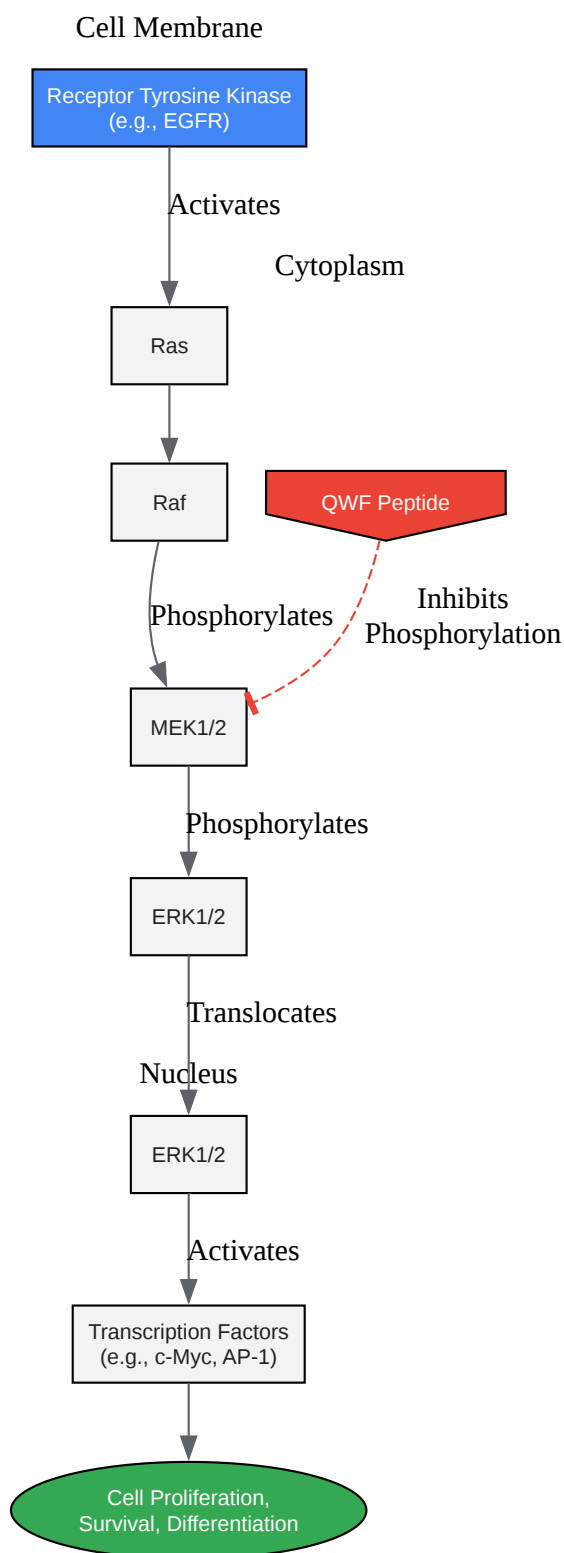 Cell Membrane
Receptor Tyrosine Kinase
(e.g., EGFR)
Activates
Cytoplasm
Ras
Raf
QWF Peptide
Phosphorylates
Inhibits
Phosphorylation
MEK1/2
Phosphorylates
ERK1/2
Translocates
Nucleus
ERK1/2
Activates
Transcription Factors
(e.g., c-Myc, AP-1)
Cell Proliferation,
Survival, Differentiation